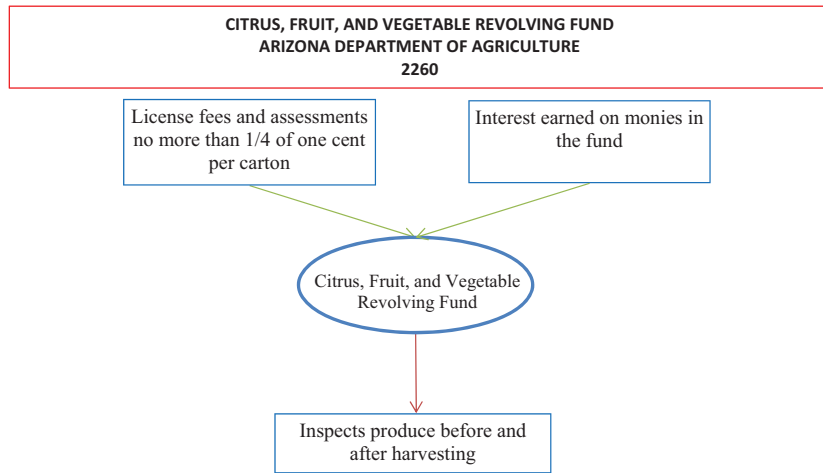 CITRUS, FRUIT, AND VEGETABLE REVOLVING FUND
ARIZONA DEPARTMENT OF AGRICULTURE
2260
License fees and assessments
no more than 1/4 of one cent
per carton
Interest earned on monies in
the fund
Citrus, Fruit, and Vegetable
Revolving Fund
Inspects produce before and
after harvesting